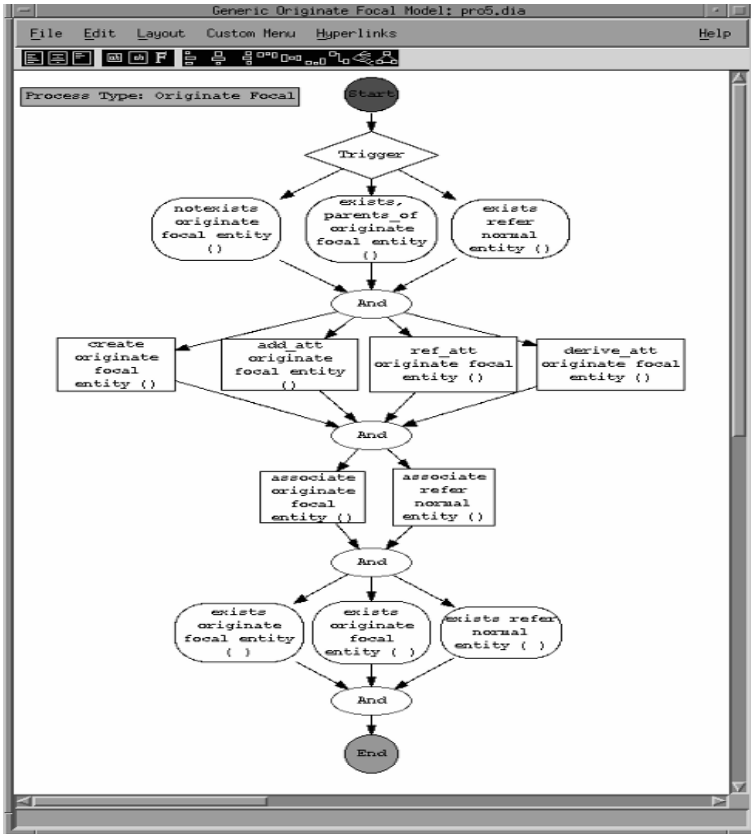 Generic Originate Focal Model: pro5.dia
File Edit Layout Custom Menu Hyperlinks Help
Process Type: Originate Focal
Start
Trigger
notexists
originate
focal entity
()
exists,
parents_of
originate
focal entity
()
exists
refer
normal
entity ()
And
create
originate
focal
entity ()
add_att
originate
focal entity
()
ref_att
originate focal
entity ()
derive_att
originate focal
entity ()
And
associate
originate
focal
entity ()
associate
refer
normal
entity ()
And
exists
originate
focal entity
( )
exists
originate
focal
entity ( )
exists refer
normal
entity ( )
And
End